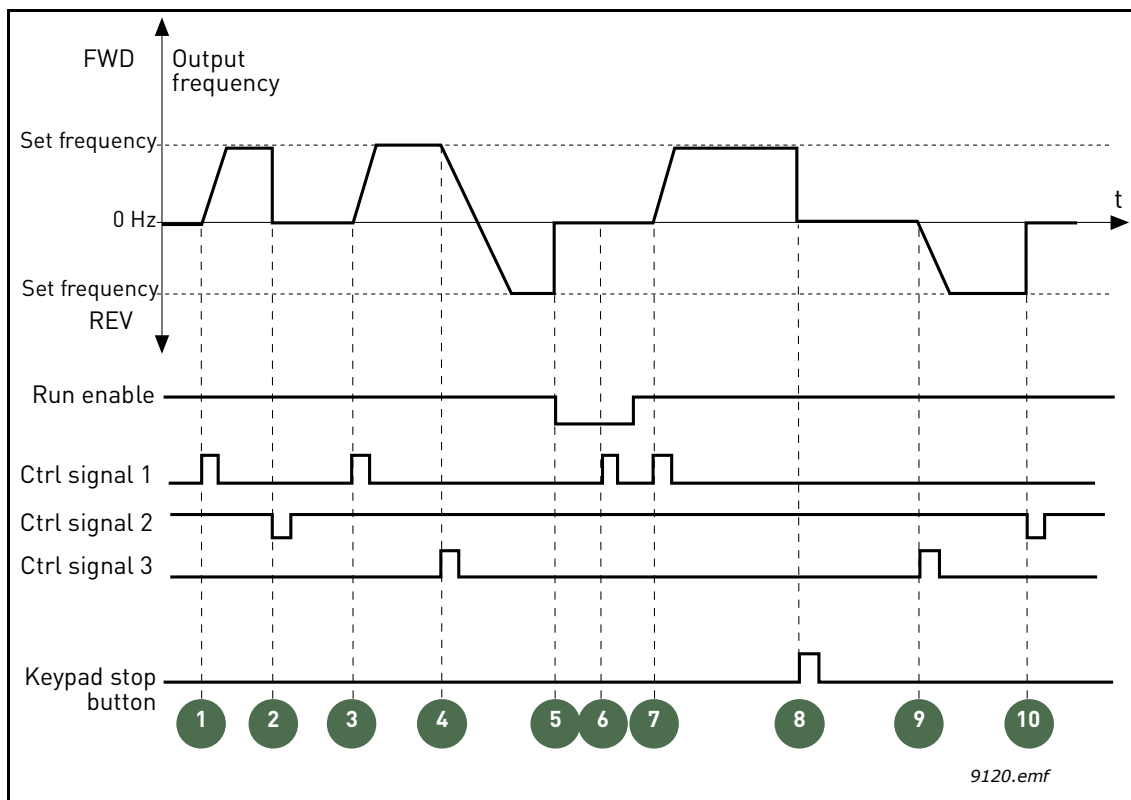 FWD
Output
frequency
Set frequency
0 Hz
t
Set frequency
REV
Run enable
Ctrl signal 1
Ctrl signal 2
Ctrl signal 3
Keypad stop
button
1 2 3 4 5 6 7 8 9 10
9120.emf